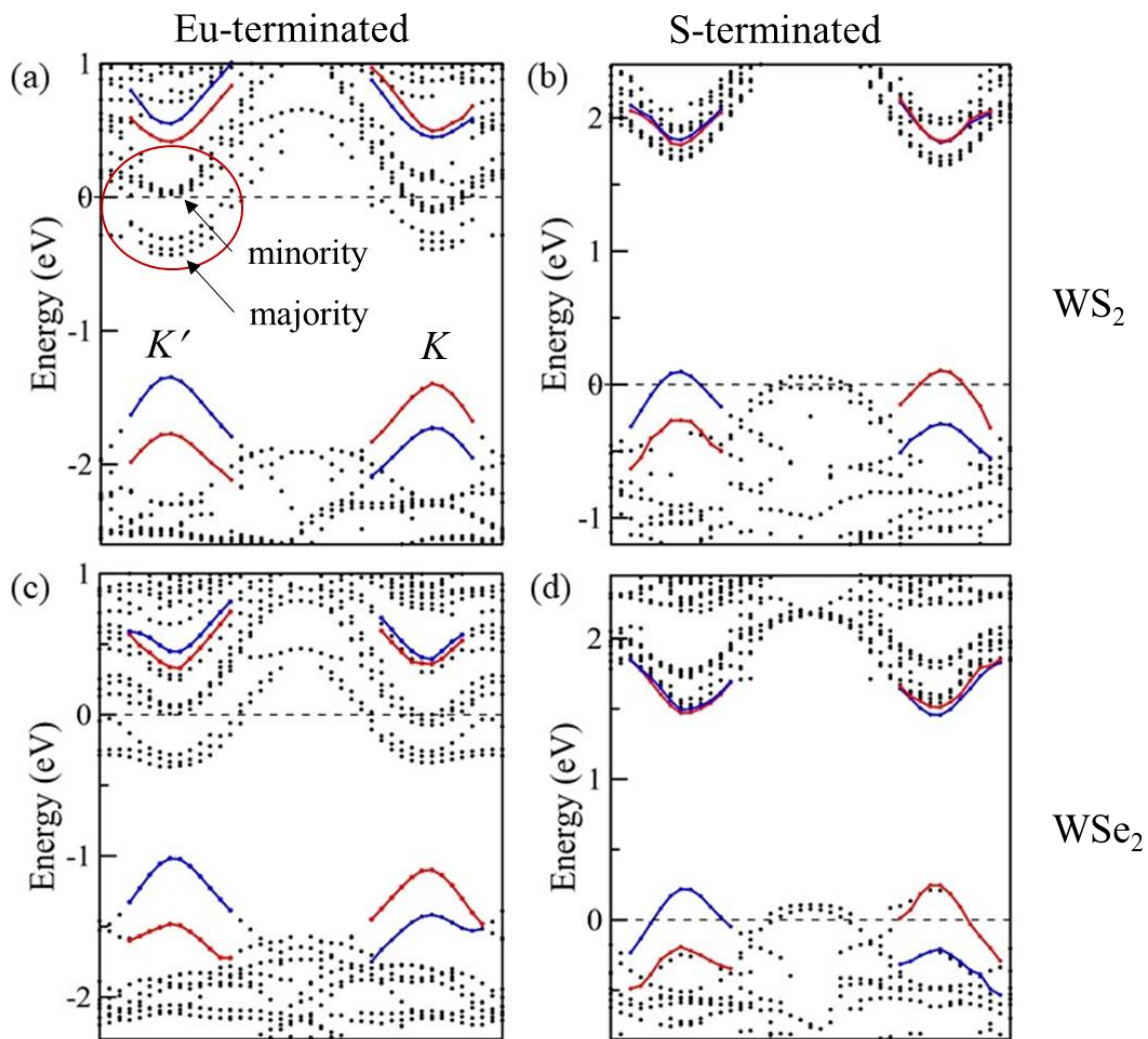 Eu-terminated
S-terminated
(a)
1
0
-1
-2
Energy (eV)
minority
majority
K′
K
(b)
2
1
0
-1
Energy (eV)
WS₂
(c)
1
0
-1
-2
Energy (eV)
(d)
2
1
0
Energy (eV)
WSe₂